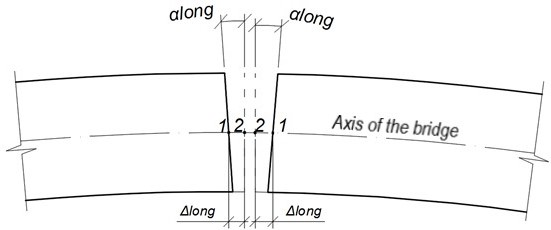 αlong αlong
1 2 2 1 Axis of the bridge
Δlong Δlong